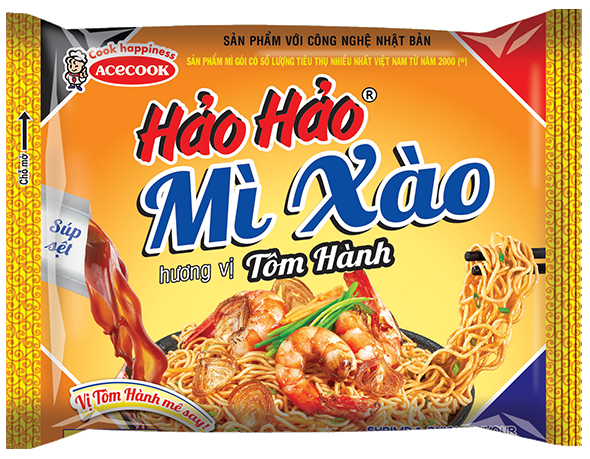 Cook happiness
ACECOOK
SẢN PHẨM VỚI CÔNG NGHỆ NHẬT BẢN
SẢN PHẨM MÌ GÓI CÓ SỐ LƯỢNG TIÊU THỤ NHIỀU NHẤT VIỆT NAM TỪ NĂM 2000 (*)
Hảo Hảo®
Mì Xào
hương vị Tôm Hành
Chỗ mở
Súp
sệt
Vị Tôm Hành mê say!